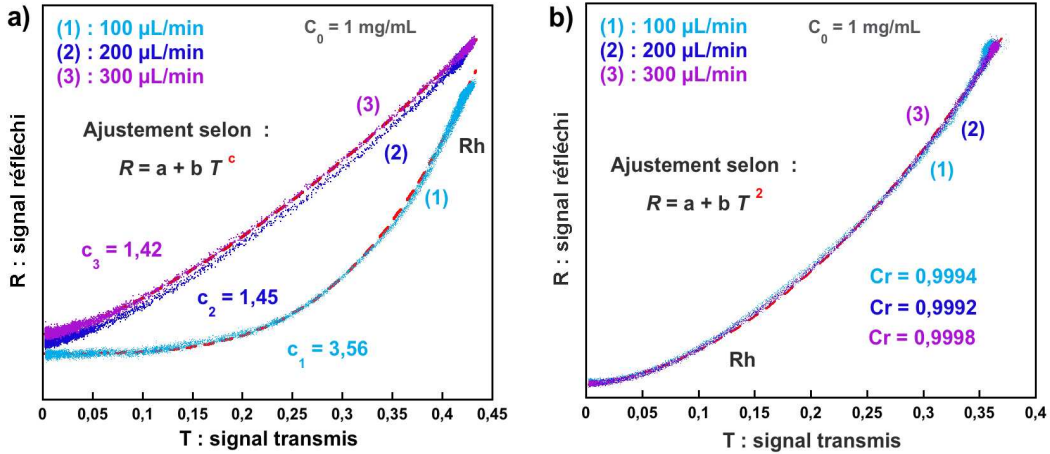 a)
(1) : 100 µL/min
(2) : 200 µL/min
(3) : 300 µL/min
C0 = 1 mg/mL
Ajustement selon :
R = a + b T c
(3)
(2)
Rh
(1)
c3 = 1,42
c2 = 1,45
c1 = 3,56
R : signal réfléchi
0 0,05 0,1 0,15 0,2 0,25 0,3 0,35 0,4 0,45
T : signal transmis
b)
(1) : 100 µL/min
(2) : 200 µL/min
(3) : 300 µL/min
C0 = 1 mg/mL
(3)
(2)
(1)
Ajustement selon :
R = a + b T 2
Cr = 0,9994
Cr = 0,9992
Cr = 0,9998
Rh
R : signal réfléchi
0 0,05 0,1 0,15 0,2 0,25 0,3 0,35 0,4
T : signal transmis